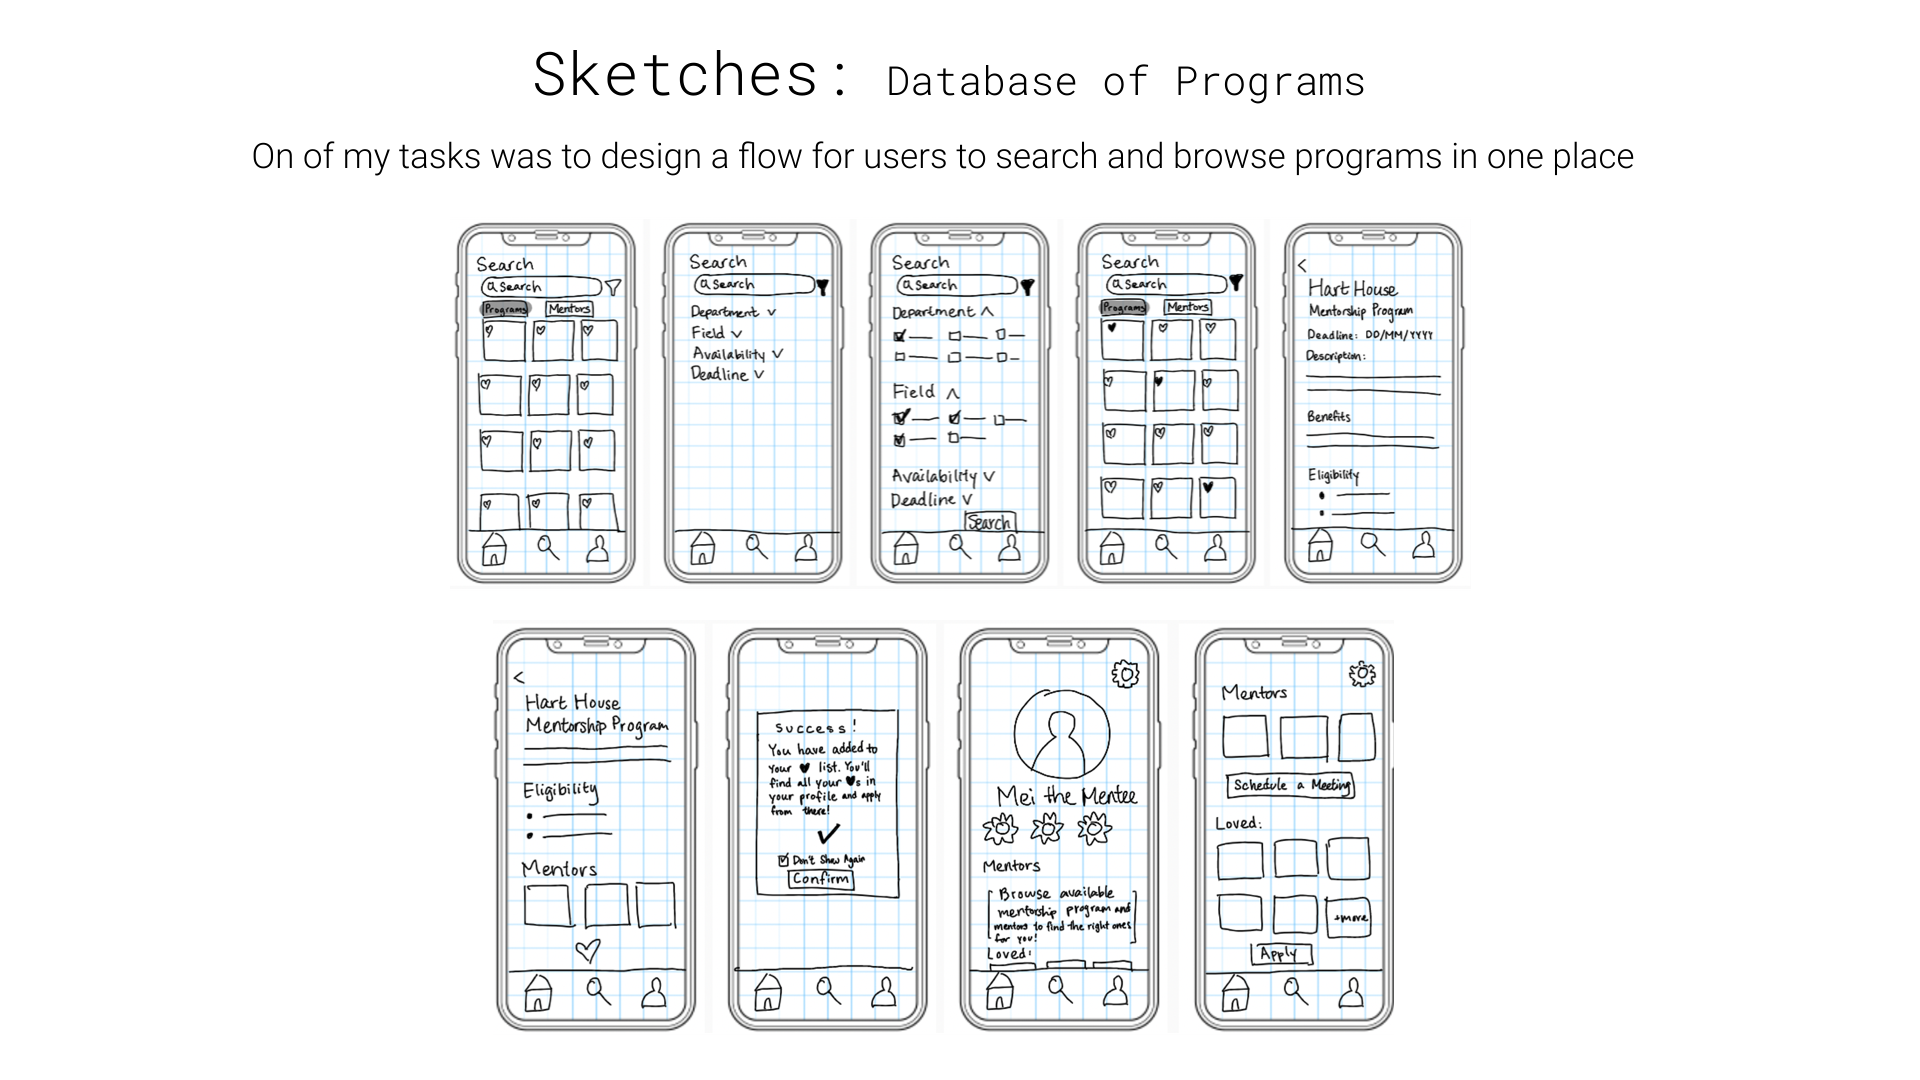 Sketches: Database of Programs
On of my tasks was to design a flow for users to search and browse programs in one place
Search
Search
Programs Mentors
Search
Search
Department
Field
Availability
Deadline
Search
Search
Department
Field
Availability
Deadline
Search
Search
Search
Programs Mentors
Hart House
Mentorship Program
Deadline: DD/MM/YYYY
Description:
Benefits
Eligibility
Hart House
Mentorship Program
Eligibility
Mentors
Success!
You have added to
your ♥ list. You'll
find all your ♥s in
your profile and apply
from there!
Don't Show Again
Confirm
Mei the Mentee
Mentors
Browse available
mentorship program and
mentors to find the right ones
for you!
Loved:
Mentors
Schedule a Meeting
Loved:
+more
Apply